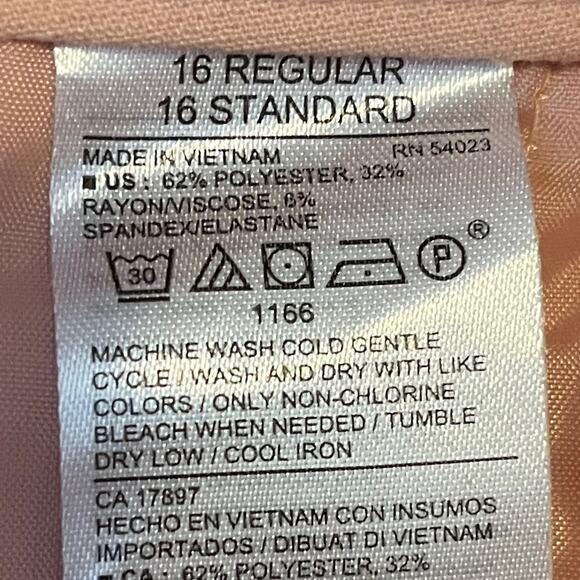 16 REGULAR
16 STANDARD
MADE IN VIETNAM RN 54023
US : 62% POLYESTER, 32%
RAYON/VISCOSE, 6%
SPANDEX/ELASTANE
30 P ®
1166
MACHINE WASH COLD GENTLE
CYCLE / WASH AND DRY WITH LIKE
COLORS / ONLY NON-CHLORINE
BLEACH WHEN NEEDED / TUMBLE
DRY LOW / COOL IRON
CA 17897
HECHO EN VIETNAM CON INSUMOS
IMPORTADOS / DIBUAT DI VIETNAM
CA : 62% POLYESTER, 32%